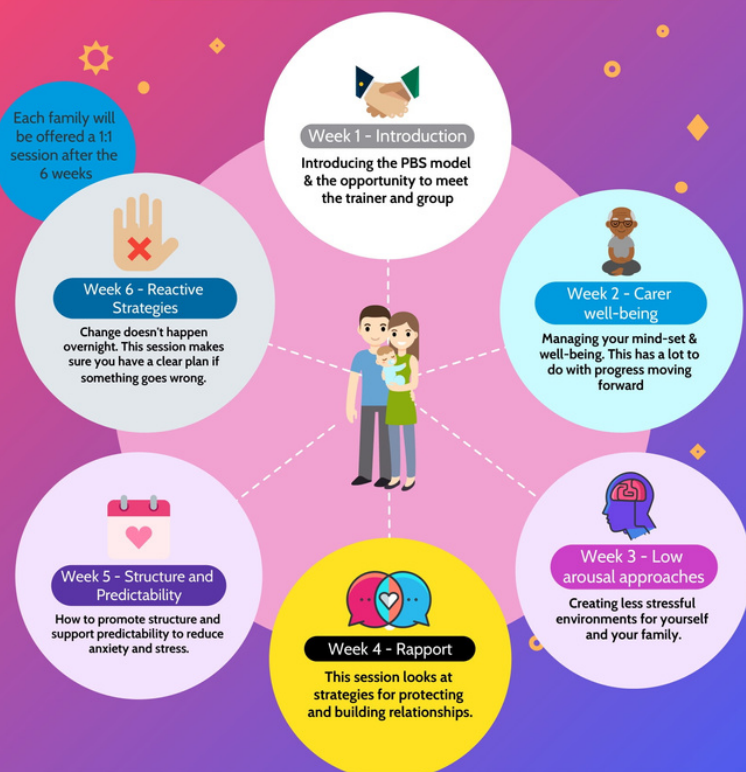 Week 1 - Introduction
Introducing the PBS model
& the opportunity to meet
the trainer and group
Each family will
be offered a 1:1
session after the
6 weeks
Week 2 - Carer
well-being
Managing your mind-set &
well-being. This has a lot to
do with progress moving
forward
Week 3 - Low
arousal approaches
Creating less stressful
environments for yourself
and your family.
Week 4 - Rapport
This session looks at
strategies for protecting
and building relationships.
Week 5 - Structure and
Predictability
How to promote structure and
support predictability to reduce
anxiety and stress.
Week 6 - Reactive
Strategies
Change doesn't happen
overnight. This session makes
sure you have a clear plan if
something goes wrong.